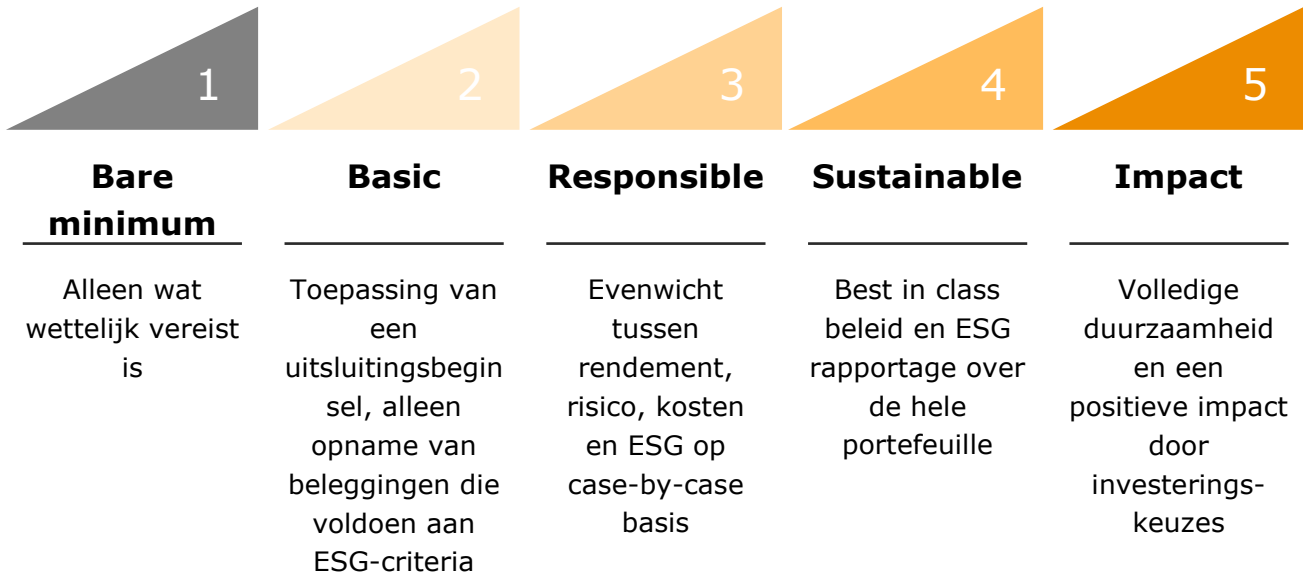 1
2
3
4
5
Bare
minimum
Alleen wat
wettelijk vereist
is
Basic
Toepassing van
een
uitsluitingsbegin
sel, alleen
opname van
beleggingen die
voldoen aan
ESG-criteria
Responsible
Evenwicht
tussen
rendement,
risico, kosten
en ESG op
case-by-case
basis
Sustainable
Best in class
beleid en ESG
rapportage over
de hele
portefeuille
Impact
Volledige
duurzaamheid
en een
positieve impact
door
investerings-
keuzes